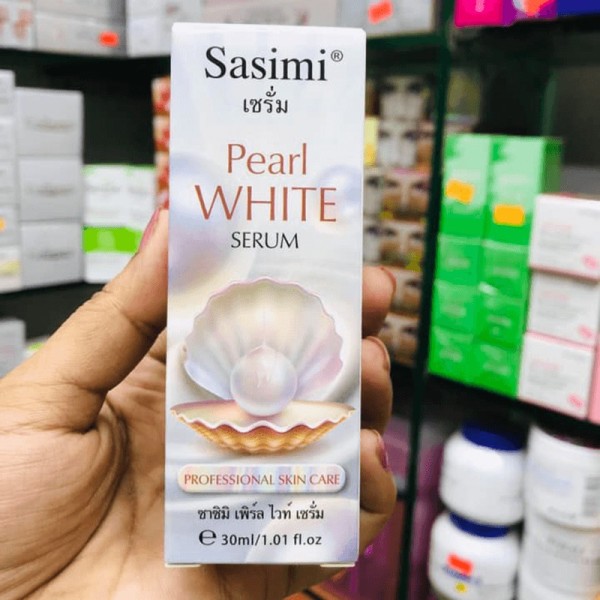 Sasimi®
เซรั่ม
Pearl
WHITE
SERUM
PROFESSIONAL SKIN CARE
ซาซิมิ เพิร์ล ไวท์ เซรั่ม
℮ 30ml/1.01 fl.oz